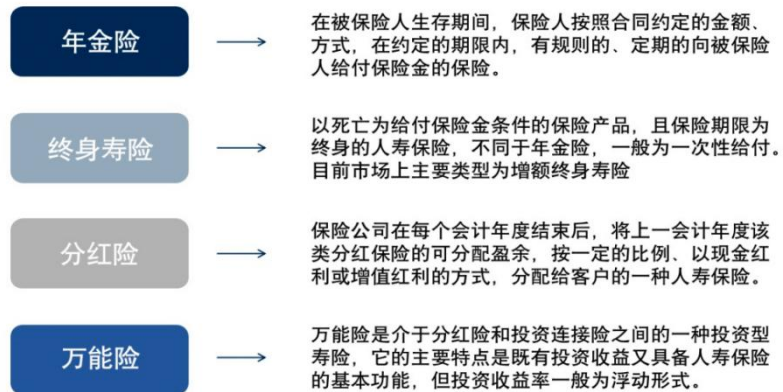 年金险
在被保险人生存期间，保险人按照合同约定的金额、
方式，在约定的期限内，有规则的、定期的向被保险
人给付保险金的保险。
终身寿险
以死亡为给付保险金条件的保险产品，且保险期限为
终身的人寿保险，不同于年金险，一般为一次性给付。
目前市场上主要类型为增额终身寿险
分红险
保险公司在每个会计年度结束后，将上一会计年度该
类分红保险的可分配盈余，按一定的比例、以现金红
利或增值红利的方式，分配给客户的一种人寿保险。
万能险
万能险是介于分红险和投资连接险之间的一种投资型
寿险，它的主要特点是既有投资收益又具备人寿保险
的基本功能，但投资收益率一般为浮动形式。